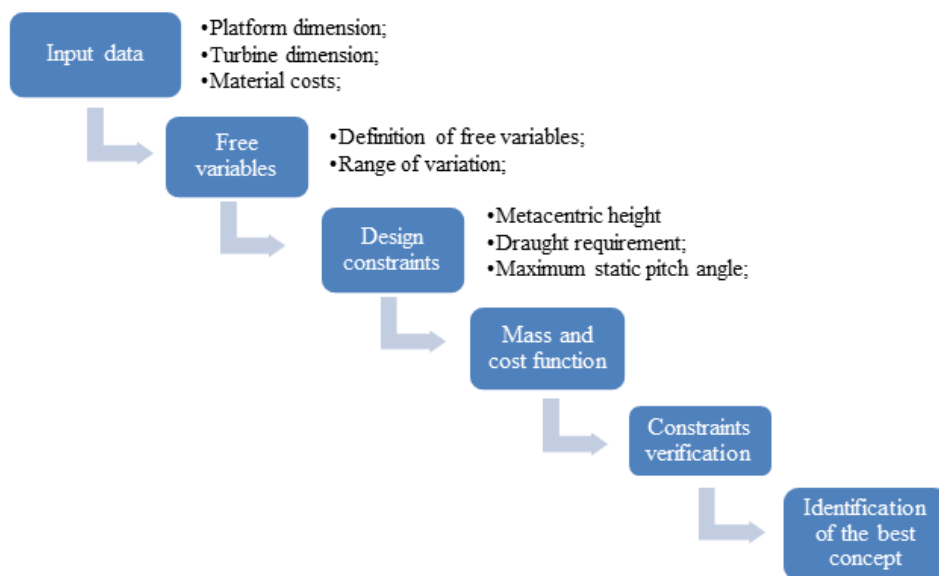 Input data
•Platform dimension;
•Turbine dimension;
•Material costs;
Free
variables
•Definition of free variables;
•Range of variation;
Design
constraints
•Metacentric height
•Draught requirement;
•Maximum static pitch angle;
Mass and
cost function
Constraints
verification
Identification
of the best
concept